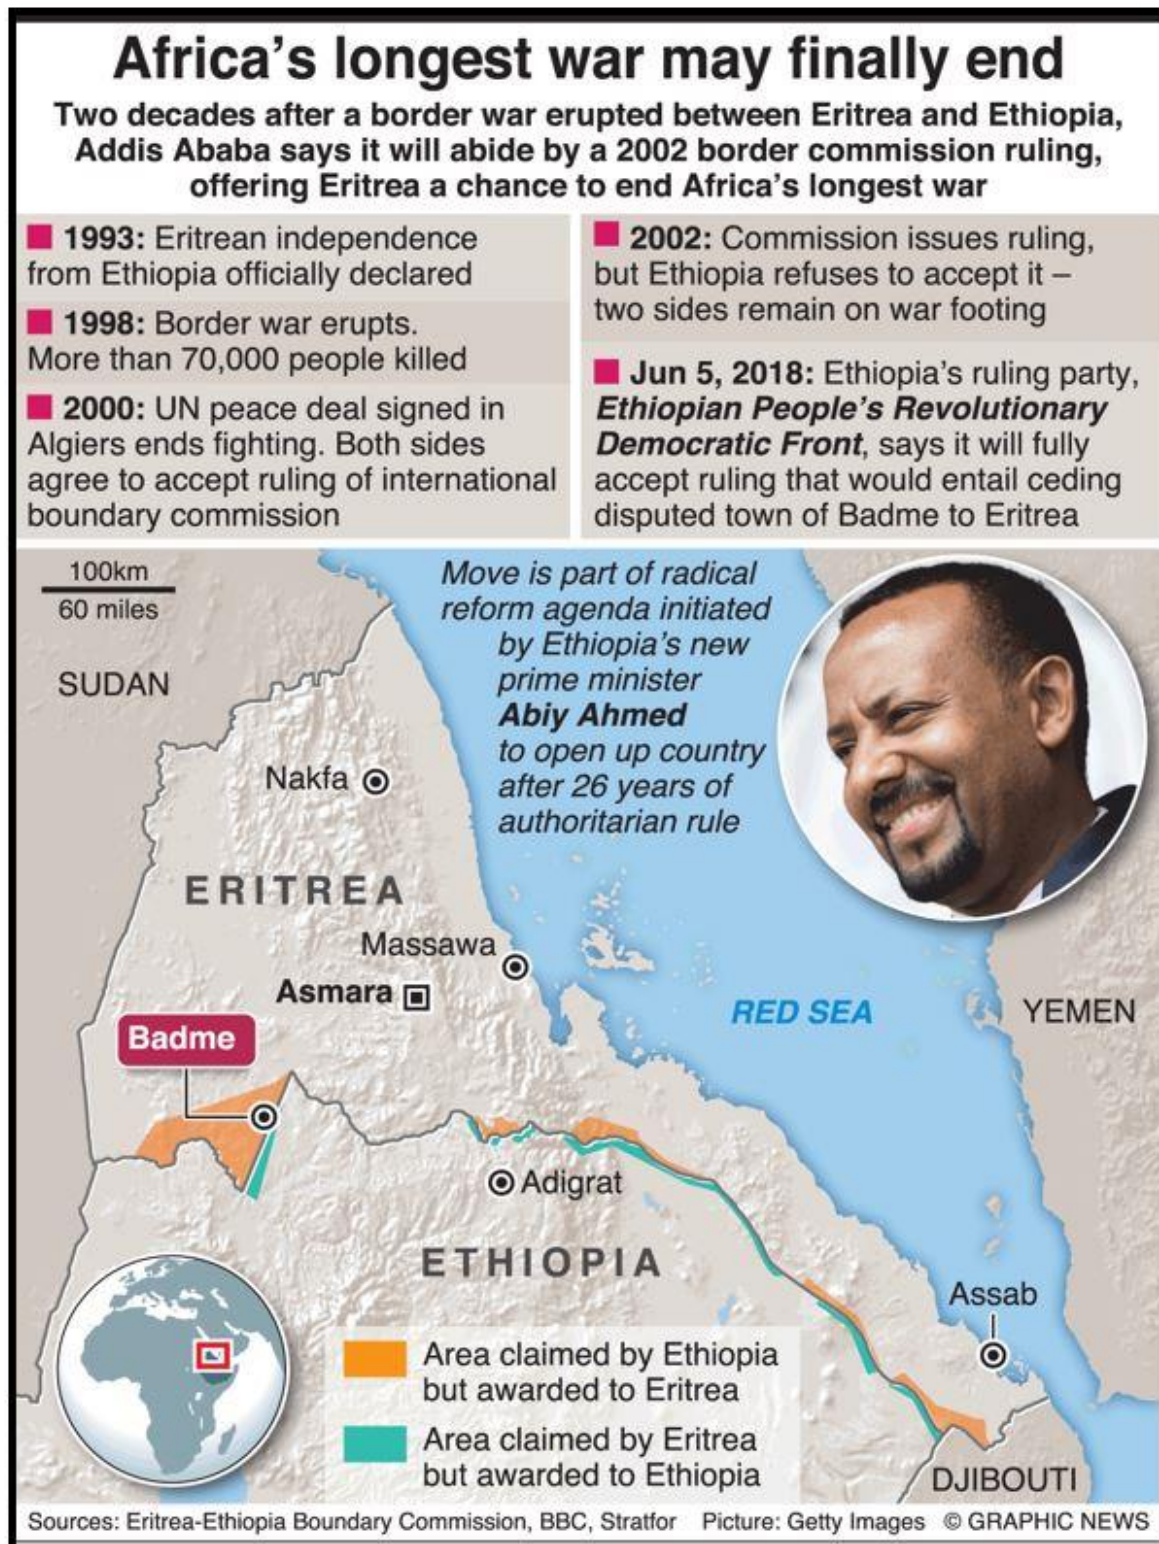 Africa's longest war may finally end
Two decades after a border war erupted between Eritrea and Ethiopia,
Addis Ababa says it will abide by a 2002 border commission ruling,
offering Eritrea a chance to end Africa's longest war
1993: Eritrean independence
from Ethiopia officially declared
1998: Border war erupts.
More than 70,000 people killed
2000: UN peace deal signed in
Algiers ends fighting. Both sides
agree to accept ruling of international
boundary commission
2002: Commission issues ruling,
but Ethiopia refuses to accept it –
two sides remain on war footing
Jun 5, 2018: Ethiopia's ruling party,
Ethiopian People's Revolutionary
Democratic Front, says it will fully
accept ruling that would entail ceding
disputed town of Badme to Eritrea
100km
60 miles
Move is part of radical
reform agenda initiated
by Ethiopia's new
prime minister
Abiy Ahmed
to open up country
after 26 years of
authoritarian rule
SUDAN
Nakfa
ERITREA
Massawa
Asmara
RED SEA
YEMEN
Badme
Adigrat
ETHIOPIA
Assab
Area claimed by Ethiopia
but awarded to Eritrea
Area claimed by Eritrea
but awarded to Ethiopia
DJIBOUTI
Sources: Eritrea-Ethiopia Boundary Commission, BBC, Stratfor Picture: Getty Images © GRAPHIC NEWS